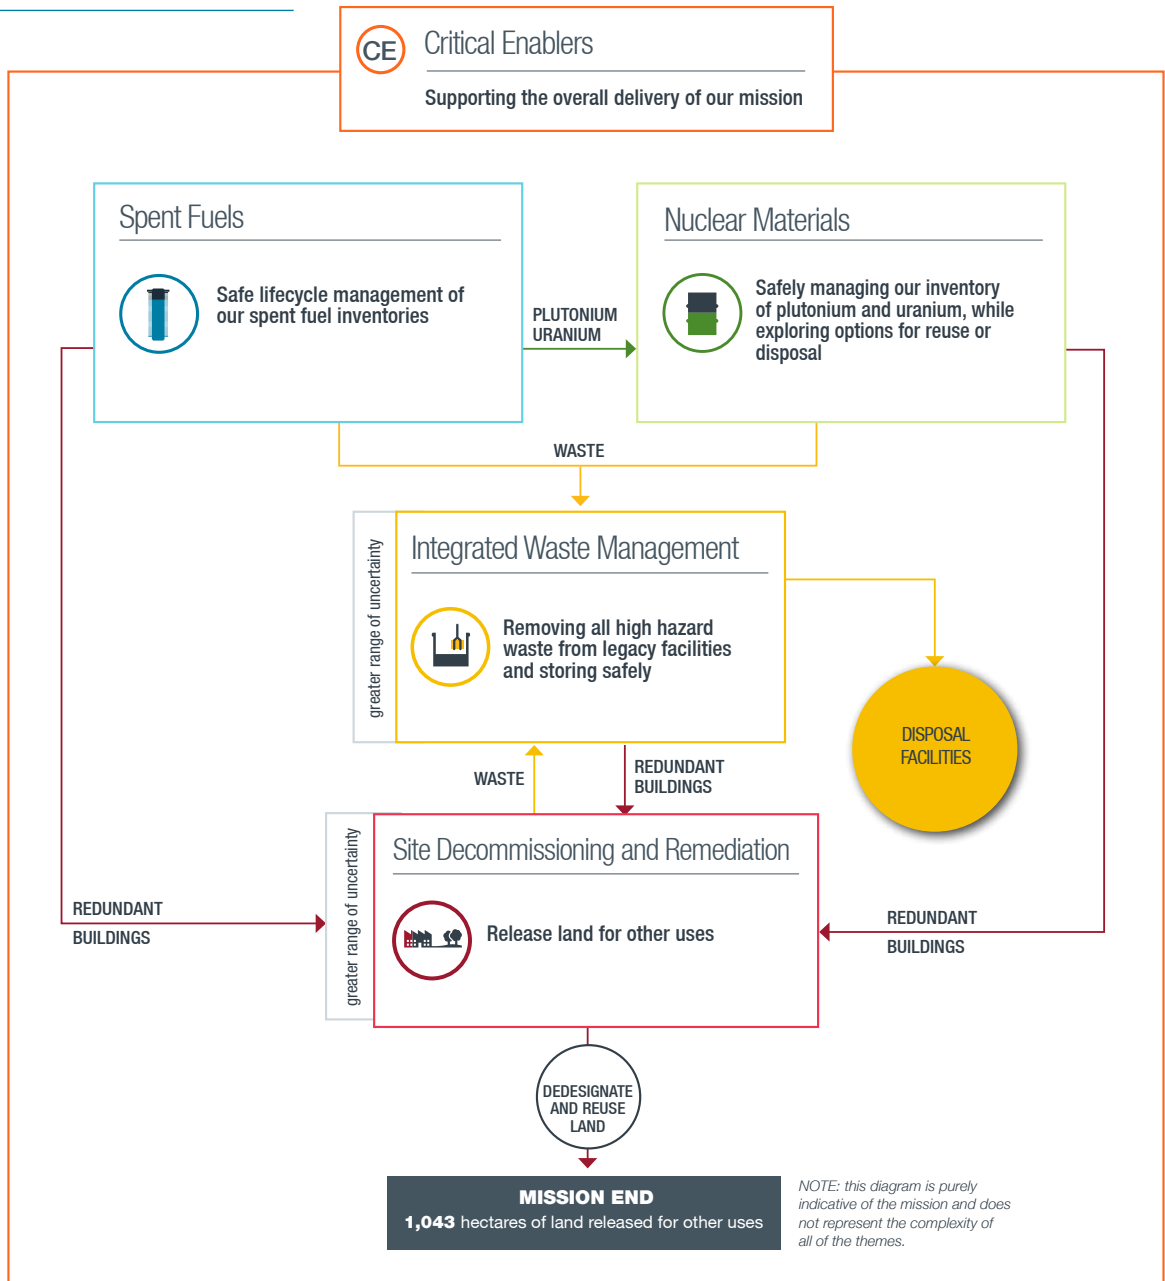 CE
Critical Enablers
Supporting the overall delivery of our mission
Spent Fuels
Safe lifecycle management of
our spent fuel inventories
PLUTONIUM
URANIUM
Nuclear Materials
Safely managing our inventory
of plutonium and uranium, while
exploring options for reuse or
disposal
WASTE
greater range of uncertainty
Integrated Waste Management
Removing all high hazard
waste from legacy facilities
and storing safely
DISPOSAL
FACILITIES
WASTE
REDUNDANT
BUILDINGS
greater range of uncertainty
Site Decommissioning and Remediation
Release land for other uses
REDUNDANT
BUILDINGS
REDUNDANT
BUILDINGS
DEDESIGNATE
AND REUSE
LAND
MISSION END
1,043 hectares of land released for other uses
NOTE: this diagram is purely
indicative of the mission and does
not represent the complexity of
all of the themes.